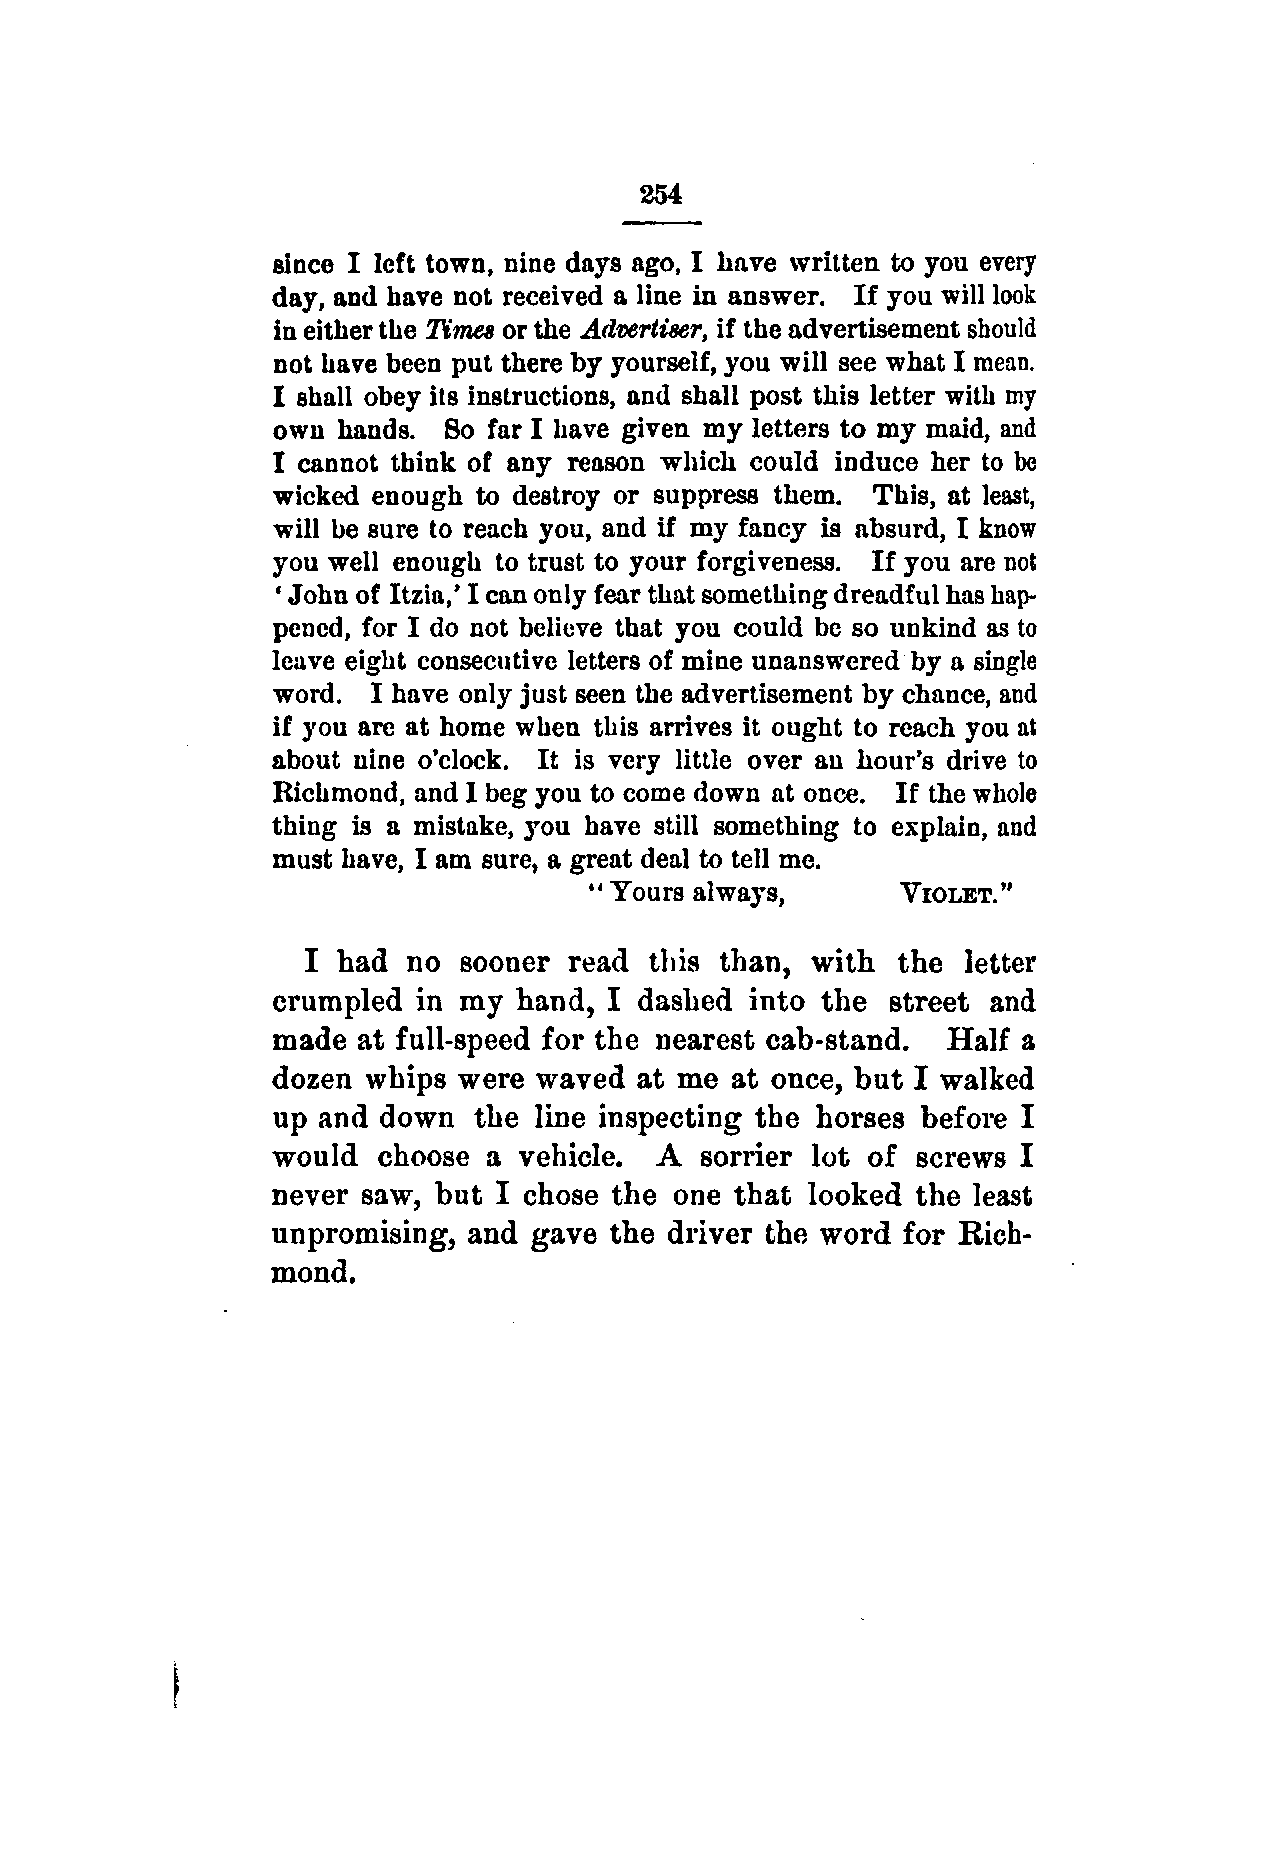 254
since I left town, nine days ago, I have written to you every
day, and have not received a line in answer. If you will look
in either the Times or the Advertiser, if the advertisement should
not have been put there by yourself, you will see what I mean.
I shall obey its instructions, and shall post this letter with my
own hands. So far I have given my letters to my maid, and
I cannot think of any reason which could induce her to be
wicked enough to destroy or suppress them. This, at least,
will be sure to reach you, and if my fancy is absurd, I know
you well enough to trust to your forgiveness. If you are not
‘John of Itzia,’ I can only fear that something dreadful has hap-
pened, for I do not believe that you could be so unkind as to
leave eight consecutive letters of mine unanswered by a single
word. I have only just seen the advertisement by chance, and
if you are at home when this arrives it ought to reach you at
about nine o’clock. It is very little over an hour’s drive to
Richmond, and I beg you to come down at once. If the whole
thing is a mistake, you have still something to explain, and
must have, I am sure, a great deal to tell me.
“Yours always, VIOLET.”
I had no sooner read this than, with the letter
crumpled in my hand, I dashed into the street and
made at full-speed for the nearest cab-stand. Half a
dozen whips were waved at me at once, but I walked
up and down the line inspecting the horses before I
would choose a vehicle. A sorrier lot of screws I
never saw, but I chose the one that looked the least
unpromising, and gave the driver the word for Rich-
mond.